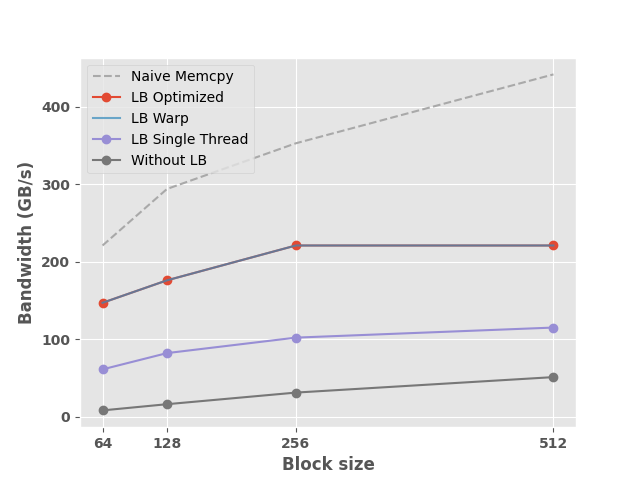 Naive Memcpy
LB Optimized
LB Warp
LB Single Thread
Without LB
Bandwidth (GB/s)
400
300
200
100
0
64 128 256 512
Block size